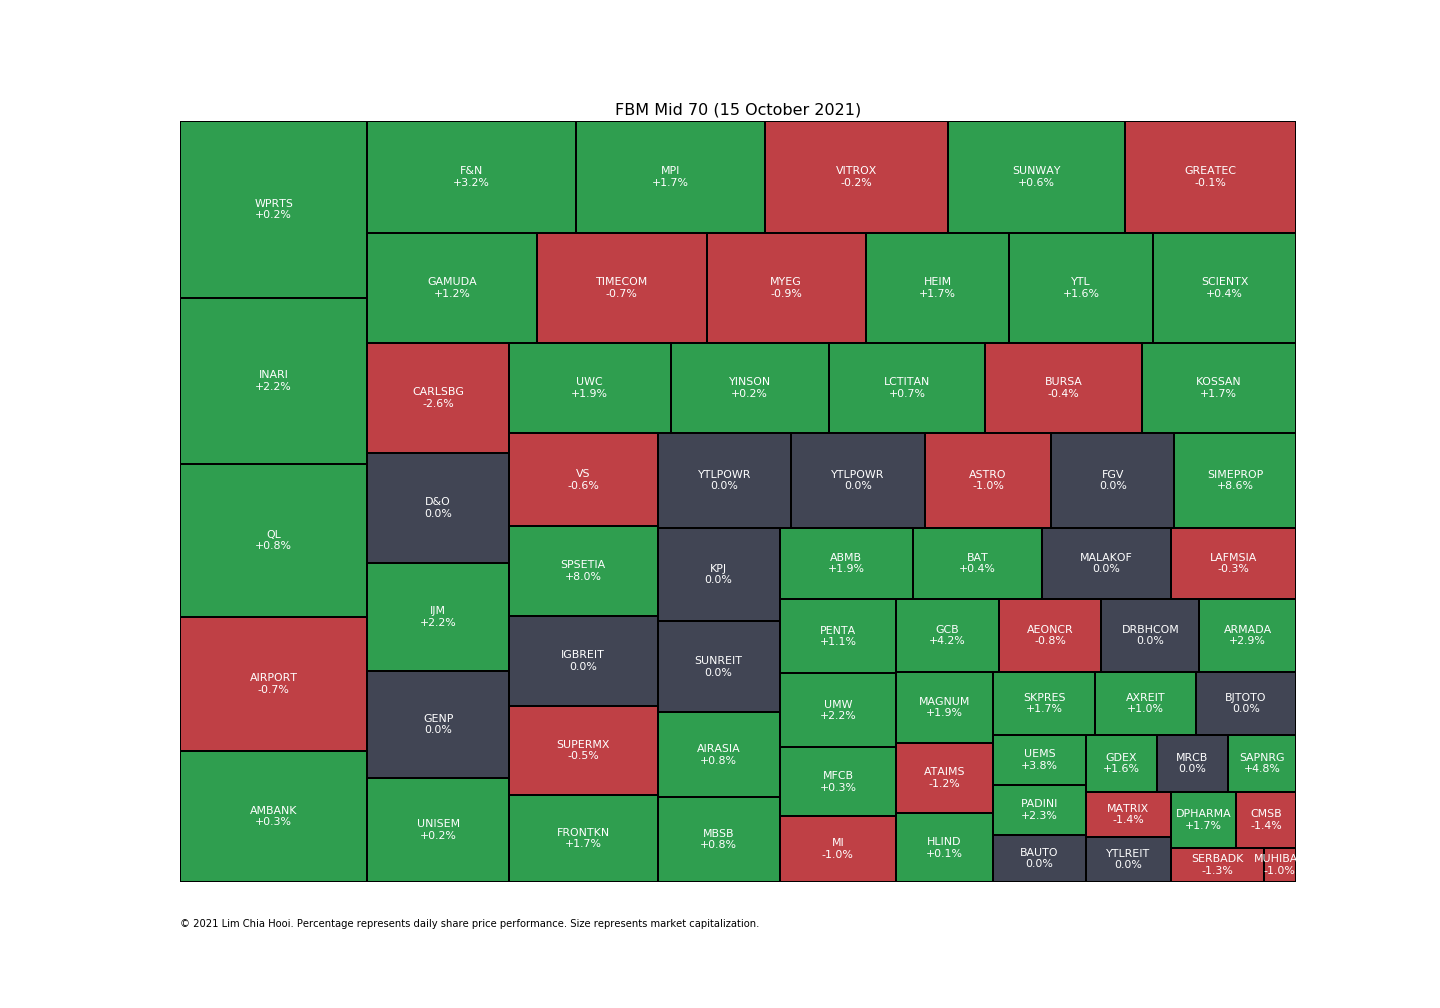 FBM Mid 70 (15 October 2021)
WPRTS
+0.2%
INARI
+2.2%
QL
+0.8%
AIRPORT
-0.7%
AMBANK
+0.3%
F&N
+3.2%
MPI
+1.7%
VITROX
-0.2%
SUNWAY
+0.6%
GREATEC
-0.1%
GAMUDA
+1.2%
TIMECOM
-0.7%
MYEG
-0.9%
HEIM
+1.7%
YTL
+1.6%
SCIENTX
+0.4%
CARLSBG
-2.6%
D&O
0.0%
IJM
+2.2%
GENP
0.0%
UNISEM
+0.2%
UWC
+1.9%
YINSON
+0.2%
LCTITAN
+0.7%
BURSA
-0.4%
KOSSAN
+1.7%
VS
-0.6%
SPSETIA
+8.0%
IGBREIT
0.0%
SUPERMX
-0.5%
FRONTKN
+1.7%
YTLPOWR
0.0%
YTLPOWR
0.0%
ASTRO
-1.0%
FGV
0.0%
SIMEPROP
+8.6%
KPJ
0.0%
SUNREIT
0.0%
AIRASIA
+0.8%
MBSB
+0.8%
ABMB
+1.9%
BAT
+0.4%
MALAKOF
0.0%
LAFMSIA
-0.3%
PENTA
+1.1%
UMW
+2.2%
MFCB
+0.3%
MI
-1.0%
GCB
+4.2%
AEONCR
-0.8%
DRBHCOM
0.0%
ARMADA
+2.9%
MAGNUM
+1.9%
ATAIMS
-1.2%
HLIND
+0.1%
SKPRES
+1.7%
AXREIT
+1.0%
BJTOTO
0.0%
UEMS
+3.8%
PADINI
+2.3%
BAUTO
0.0%
GDEX
+1.6%
MRCB
0.0%
SAPNRG
+4.8%
MATRIX
-1.4%
YTLREIT
0.0%
DPHARMA
+1.7%
CMSB
-1.4%
SERBADK
-1.3%
MUHIBA
-1.0%
© 2021 Lim Chia Hooi. Percentage represents daily share price performance. Size represents market capitalization.